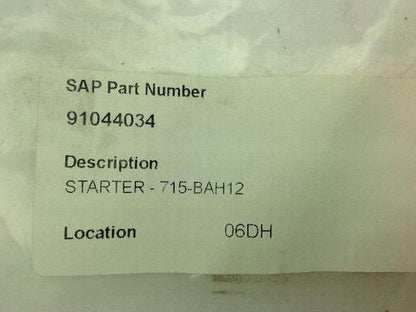 SAP Part Number
91044034
Description
STARTER - 715-BAH12
Location 06DH